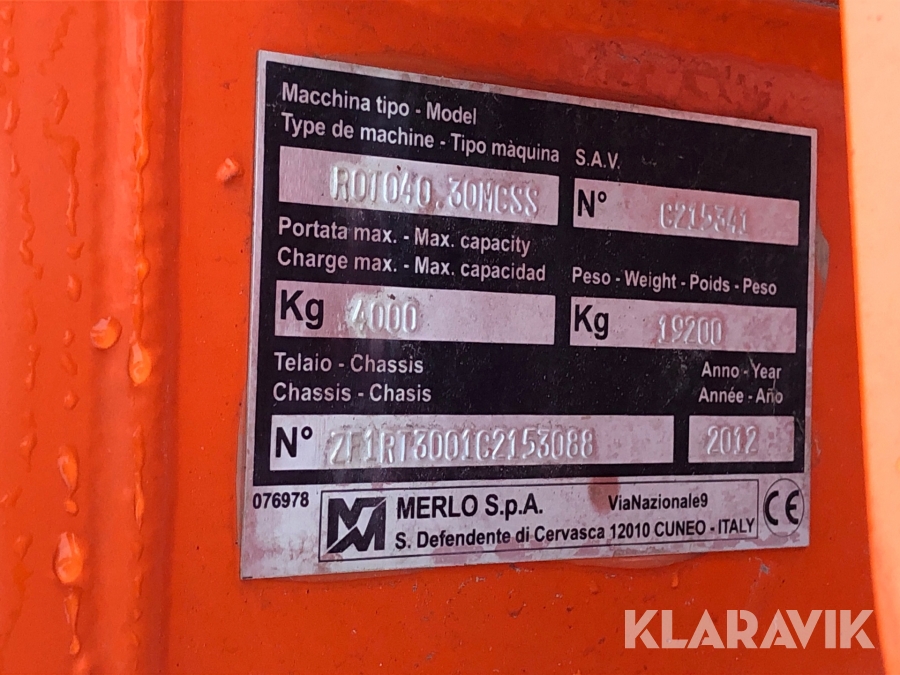 Macchina tipo - Model
Type de machine - Tipo màquina
ROTO40.30MCSS
S.A.V.
N° C215341
Portata max. - Max. capacity
Charge max. - Max. capacidad
Kg 4000
Peso - Weight - Poids - Peso
Kg 19200
Telaio - Chassis
Chassis - Chasis
N° ZF1RT3001C2153088
Anno - Year
Année - Año
2012
076978
MERLO S.p.A. ViaNazionale9
S. Defendente di Cervasca 12010 CUNEO - ITALY
CE
KLARAVIK